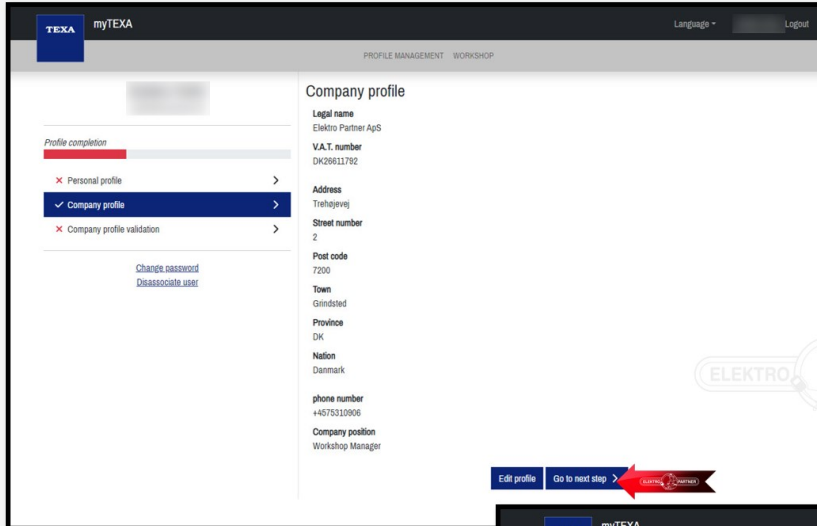 TEXA
myTEXA
Language
Logout
PROFILE MANAGEMENT WORKSHOP
Profile completion
Personal profile
Company profile
Company profile validation
Change password
Disassociate user
Company profile
Legal name
Elektro Partner ApS
V.A.T. number
DK26611792
Address
Trehøjevej
Street number
2
Post code
7200
Town
Grindsted
Province
DK
Nation
Danmark
phone number
+4575310906
Company position
Workshop Manager
Edit profile
Go to next step
ELEKTRO PARTNER
ELEKTRO
myTEXA